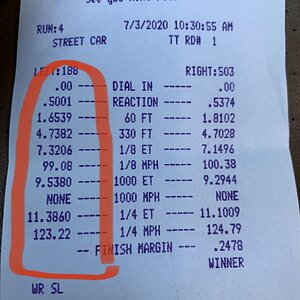 RUN:4 7/3/2020 10:30:55 AM
STREET CAR TT RD# 1
LEFT:188 RIGHT:503
.00 ----- DIAL IN ----- .00
.5001 ----- REACTION ----- .5374
1.6539 ----- 60 FT ----- 1.8102
4.7382 ----- 330 FT ----- 4.7028
7.3206 ----- 1/8 ET ----- 7.1496
99.08 ----- 1/8 MPH ----- 100.38
9.5380 ----- 1000 ET ----- 9.2944
NONE ----- 1000 MPH ----- NONE
11.3860 ----- 1/4 ET ----- 11.1009
123.22 ----- 1/4 MPH ----- 124.79
-- FINISH MARGIN -- .2478
WINNER
WR SL